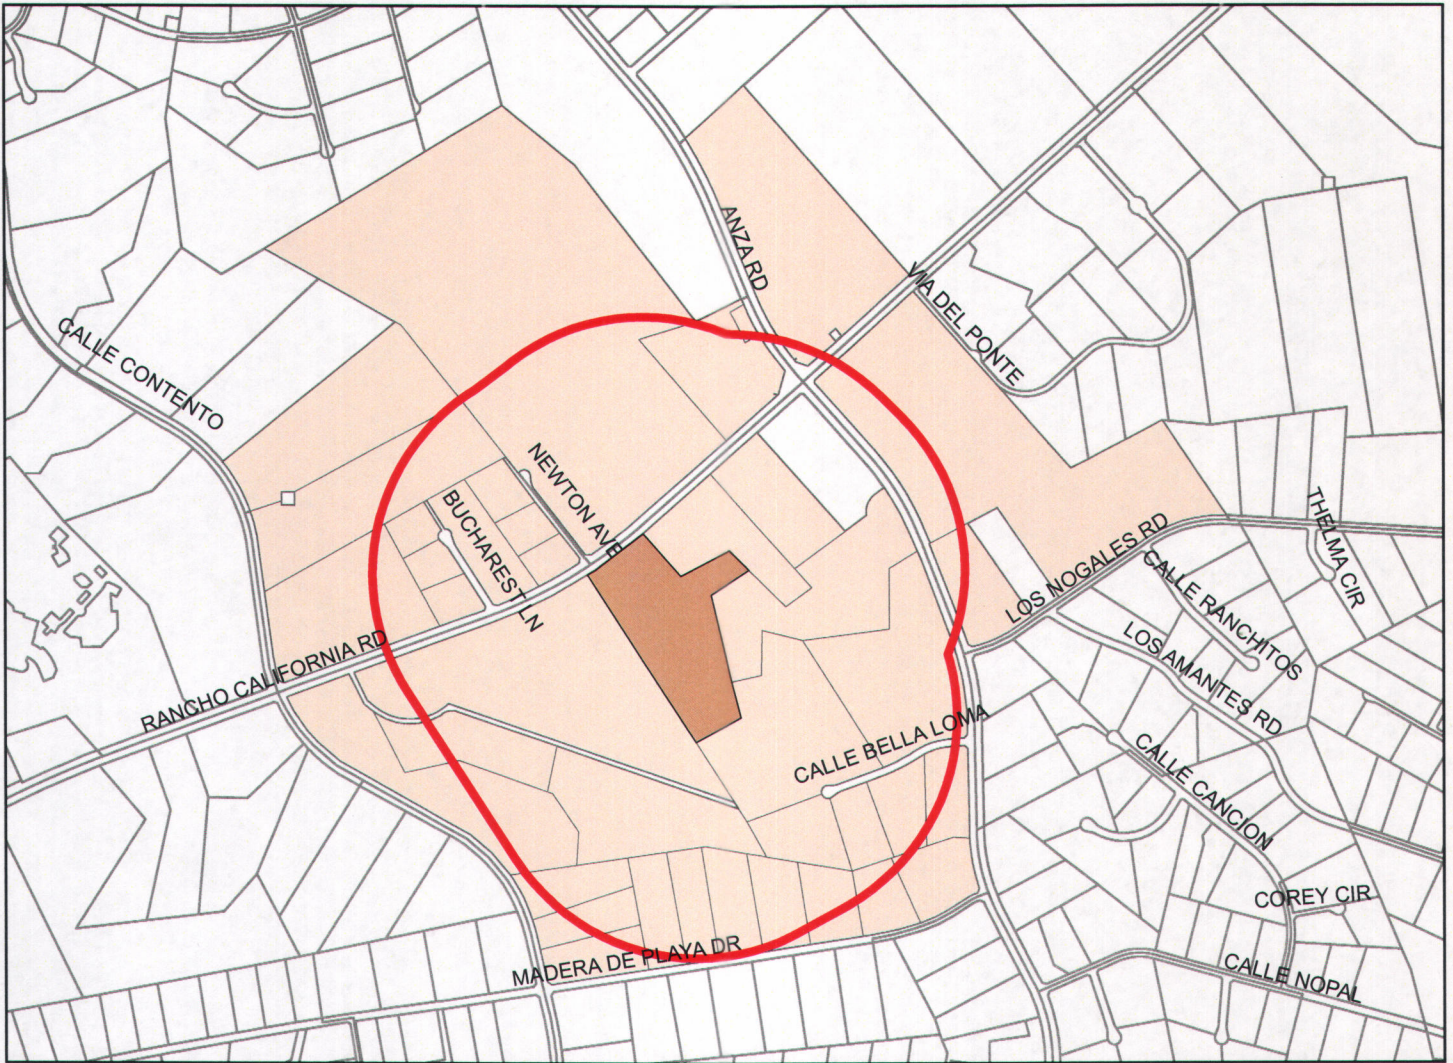 ANZA RD
VIA DEL PONTE
CALLE CONTENTO
NEWTON AVE
BUCHAREST LN
THELMA CIR
LOS NOGALES RD
CALLE RANCHITOS
RANCHO CALIFORNIA RD
LOS AMANTES RD
CALLE BELLA LOMA
CALLE CANCION
COREY CIR
MADERA DE PLAYA DR
CALLE NOPAL